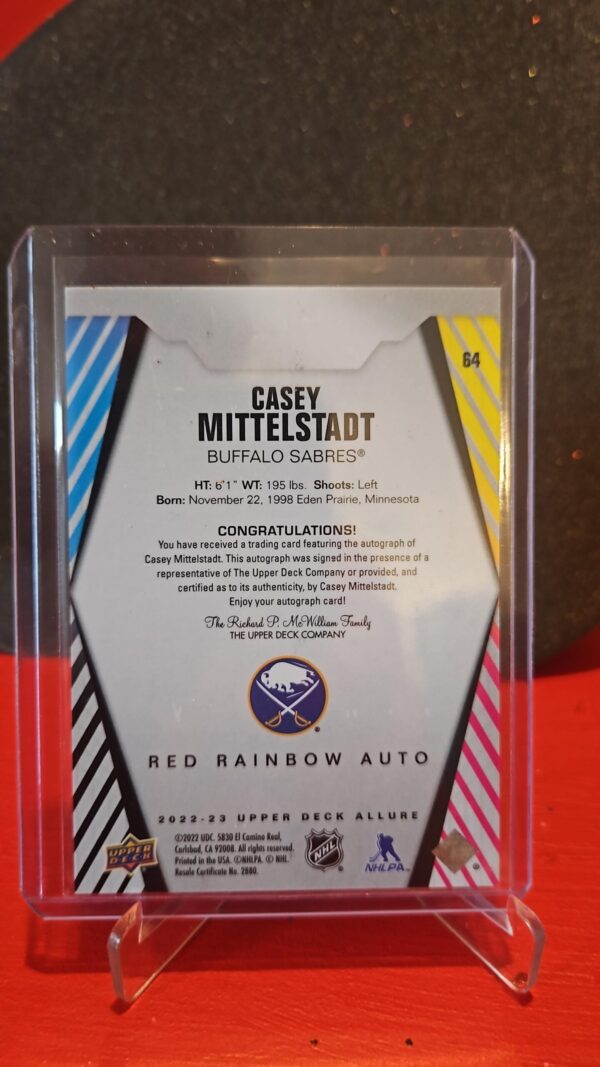 64
CASEY
MITTELSTADT
BUFFALO SABRES®
HT: 6'1" WT: 195 lbs. Shoots: Left
Born: November 22, 1998 Eden Prairie, Minnesota
CONGRATULATIONS!
You have received a trading card featuring the autograph of
Casey Mittelstadt. This autograph was signed in the presence of a
representative of The Upper Deck Company or provided, and
certified as to its authenticity, by Casey Mittelstadt.
Enjoy your autograph card!
The Richard P. McWilliam Family
THE UPPER DECK COMPANY
®
RED RAINBOW AUTO
2022-23 UPPER DECK ALLURE
©2022 UDC. 5830 El Camino Real,
Carlsbad, CA 92008. All rights reserved.
Printed in the USA. ©NHLPA. © NHL.
Resale Certificate No. 2880.
UPPER
DECK
NHL
®
NHLPA™
®